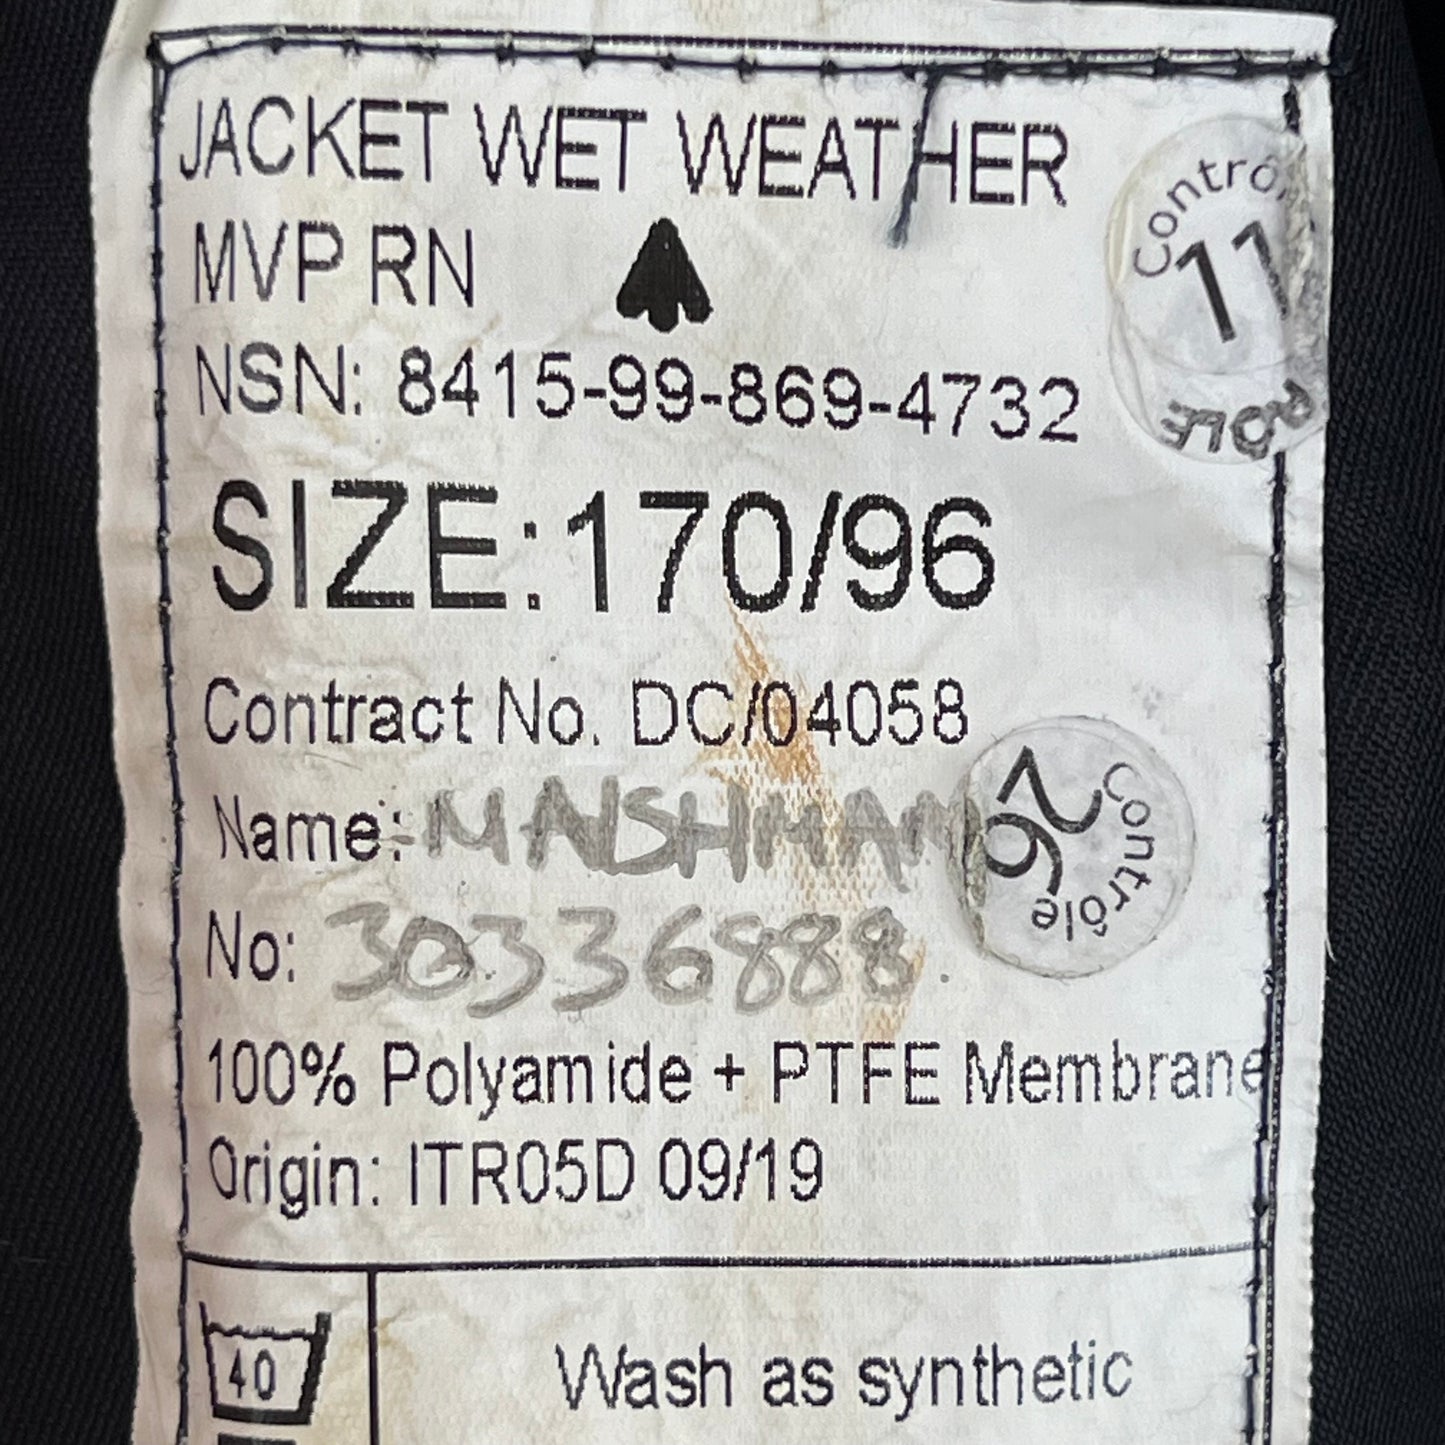 JACKET WET WEATHER
MVP RN
NSN: 8415-99-869-4732
SIZE:170/96
Contract No. DC/04058
Name:
No: 30336888
100% Polyamide + PTFE Membrane
Origin: ITR05D 09/19
40
Wash as synthetic
Contrôle
11
Contrôle
26